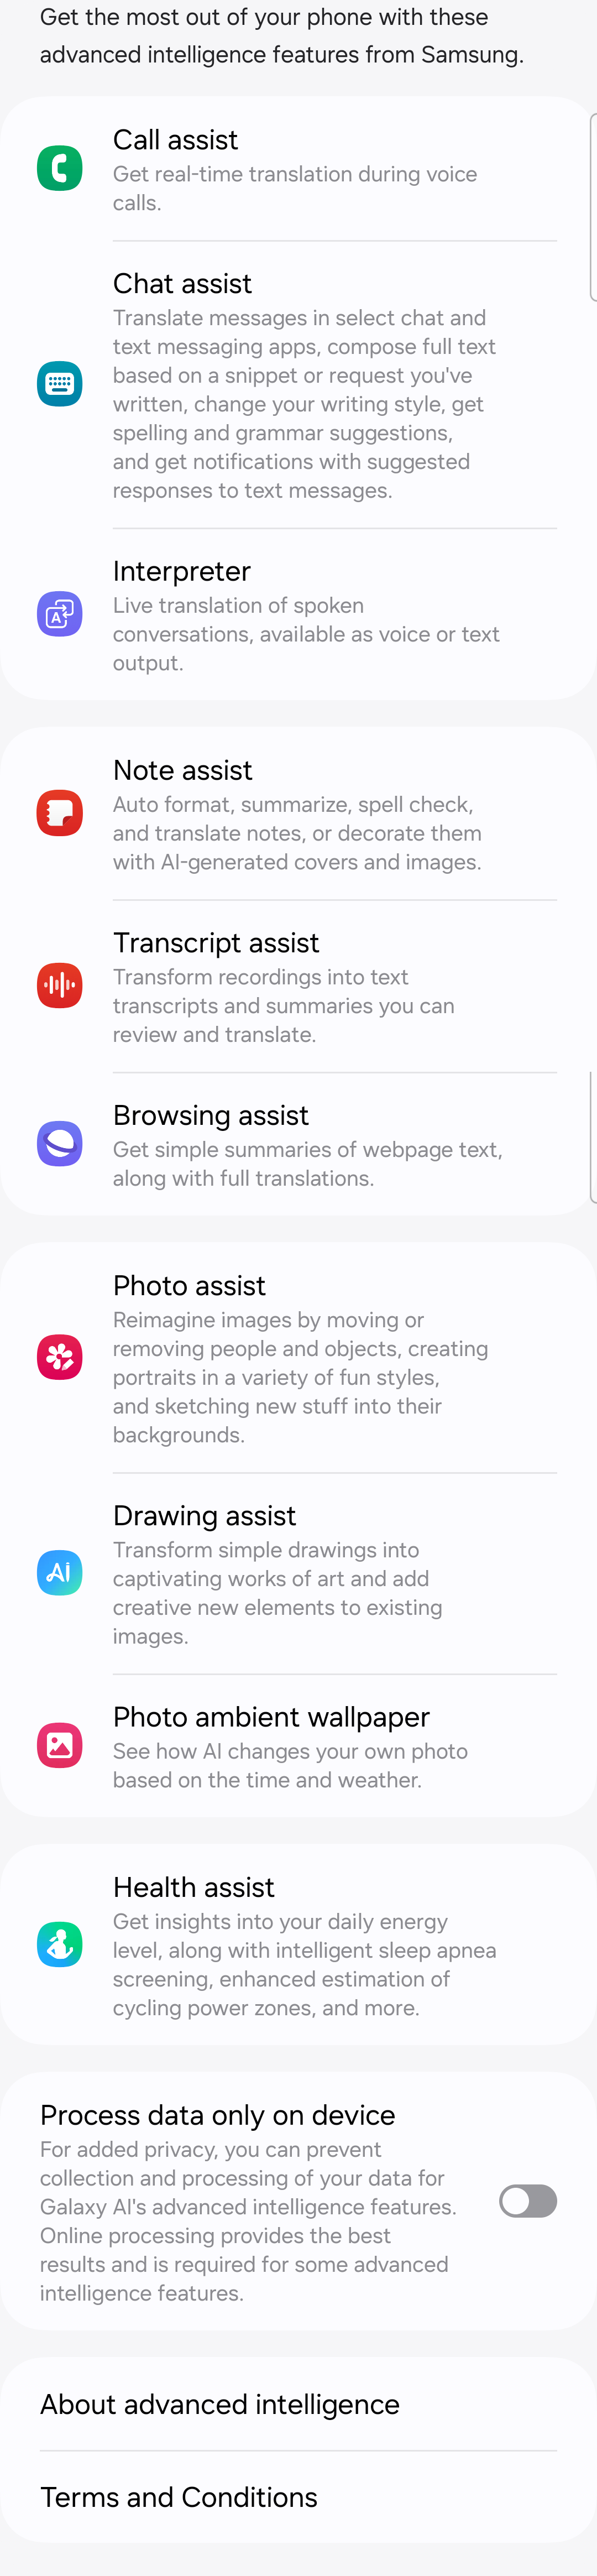 Get the most out of your phone with these
advanced intelligence features from Samsung.
Call assist
Get real-time translation during voice
calls.
Chat assist
Translate messages in select chat and
text messaging apps, compose full text
based on a snippet or request you've
written, change your writing style, get
spelling and grammar suggestions,
and get notifications with suggested
responses to text messages.
A
Interpreter
Live translation of spoken
conversations, available as voice or text
output.
Note assist
Auto format, summarize, spell check,
and translate notes, or decorate them
with AI-generated covers and images.
Transcript assist
Transform recordings into text
transcripts and summaries you can
review and translate.
Browsing assist
Get simple summaries of webpage text,
along with full translations.
Photo assist
Reimagine images by moving or
removing people and objects, creating
portraits in a variety of fun styles,
and sketching new stuff into their
backgrounds.
AI
Drawing assist
Transform simple drawings into
captivating works of art and add
creative new elements to existing
images.
Photo ambient wallpaper
See how AI changes your own photo
based on the time and weather.
Health assist
Get insights into your daily energy
level, along with intelligent sleep apnea
screening, enhanced estimation of
cycling power zones, and more.
Process data only on device
For added privacy, you can prevent
collection and processing of your data for
Galaxy AI's advanced intelligence features.
Online processing provides the best
results and is required for some advanced
intelligence features.
About advanced intelligence
Terms and Conditions